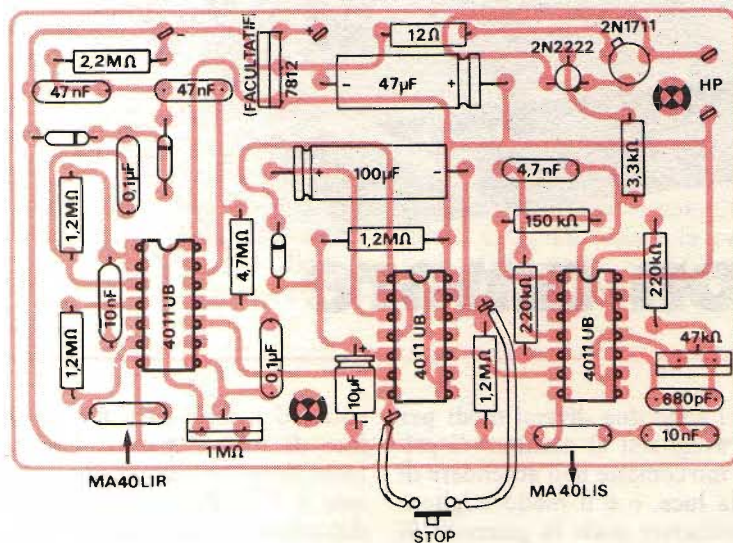 2N1711
12Ω
2N2222
2,2MΩ
(FACULTATIF)
7812
- +
47nF
47nF
- 47µF +
HP
0,1µF
+ 100µF -
4,7nF
3,3kΩ
1,2MΩ
150 kΩ
4,7MΩ
1,2MΩ
220kΩ
220kΩ
10nF
4011 UB
4011 UB
4011 UB
1,2MΩ
0,1µF
+
10µF
-
1,2MΩ
47kΩ
680pF
1MΩ
10nF
MA40LIR
MA40LIS
STOP